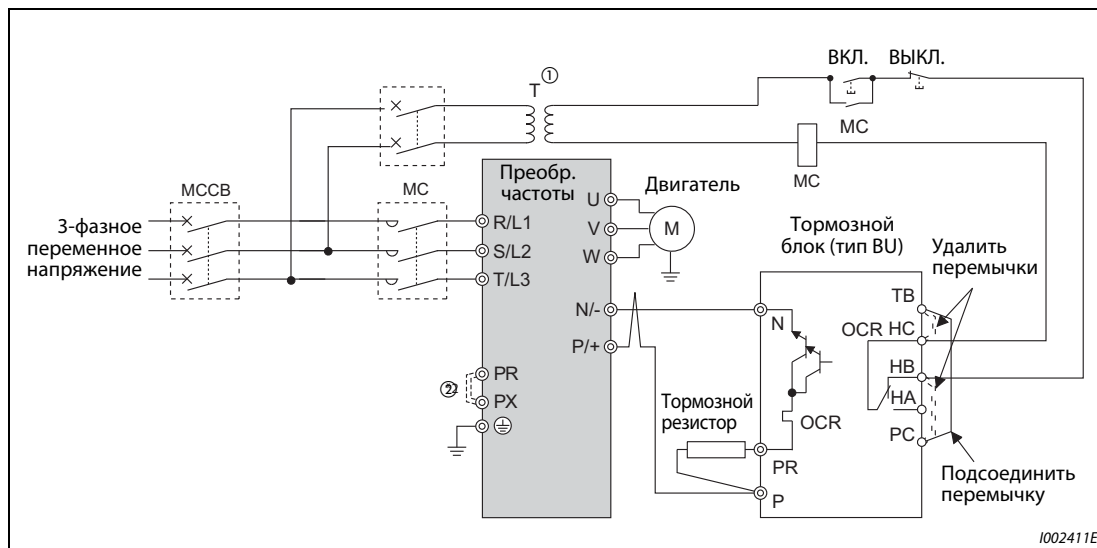 ВКЛ. ВЫКЛ.
T ①
MC
MC
MCCB
MC
Преобр.
частоты
Двигатель
3-фазное
переменное
напряжение
R/L1
S/L2
T/L3
U
V
W
M
Тормозной
блок (тип BU)
Удалить
перемычки
N/-
P/+
PR
PX
②
N
TB
OCR HC
HB
HA
PC
OCR
Тормозной
резистор
PR
P
Подсоединить
перемычку
I002411E